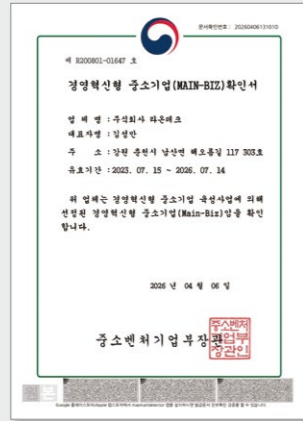 문서확인번호 : 20260406131010
제 R200801-01647 호
경영혁신형 중소기업(MAIN-BIZ)확인서
업 체 명 : 주식회사 라온테크
대표자명 : 김성만
주 소 : 강원 춘천시 남산면 해오름길 117 303호
유효기간 : 2023. 07. 15 ~ 2026. 07. 14
위 업체는 경영혁신형 중소기업 육성사업에 의해
선정된 경영혁신형 중소기업(Main-Biz)임을 확인
합니다.
2026 년 04 월 06 일
중소벤처기업부장관
중소벤처
기업부
장관인